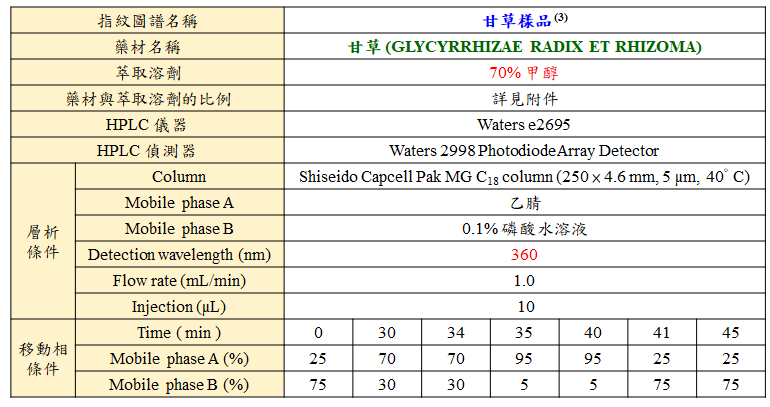 指紋圖譜名稱 甘草樣品(3)
藥材名稱 甘草 (GLYCYRRHIZAE RADIX ET RHIZOMA)
萃取溶劑 70% 甲醇
藥材與萃取溶劑的比例 詳見附件
HPLC 儀器 Waters e2695
HPLC 偵測器 Waters 2998 PhotodiodeArray Detector
層析條件
Column Shiseido Capcell Pak MG C18 column (250 x 4.6 mm, 5 μm, 40° C)
Mobile phase A 乙腈
Mobile phase B 0.1% 磷酸水溶液
Detection wavelength (nm) 360
Flow rate (mL/min) 1.0
Injection (μL) 10
移動相條件
Time ( min ) 0 30 34 35 40 41 45
Mobile phase A (%) 25 70 70 95 95 25 25
Mobile phase B (%) 75 30 30 5 5 75 75